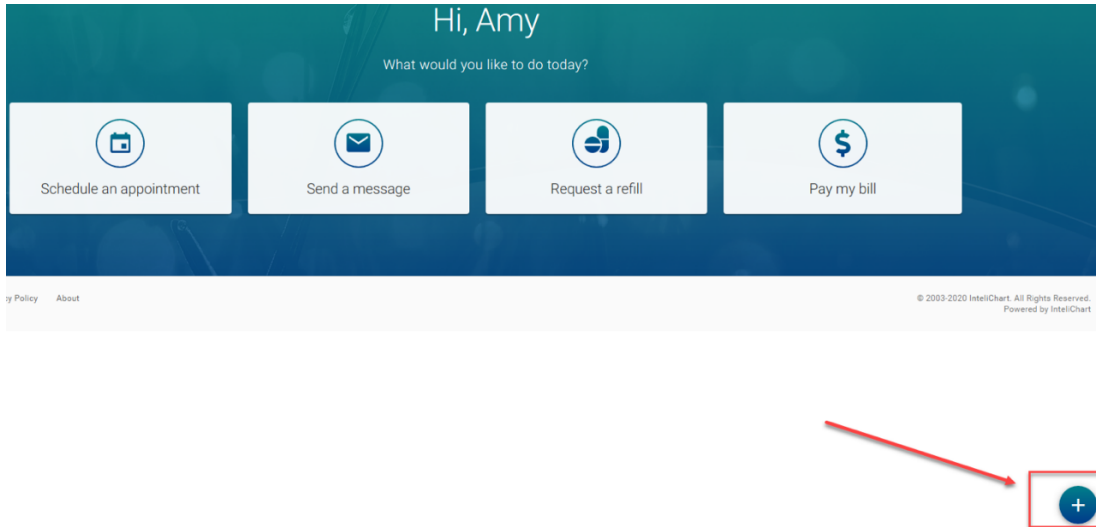 Hi, Amy
What would you like to do today?
Schedule an appointment
Send a message
Request a refill
Pay my bill
Policy About
© 2003-2020 InteliChart. All Rights Reserved.
Powered by InteliChart